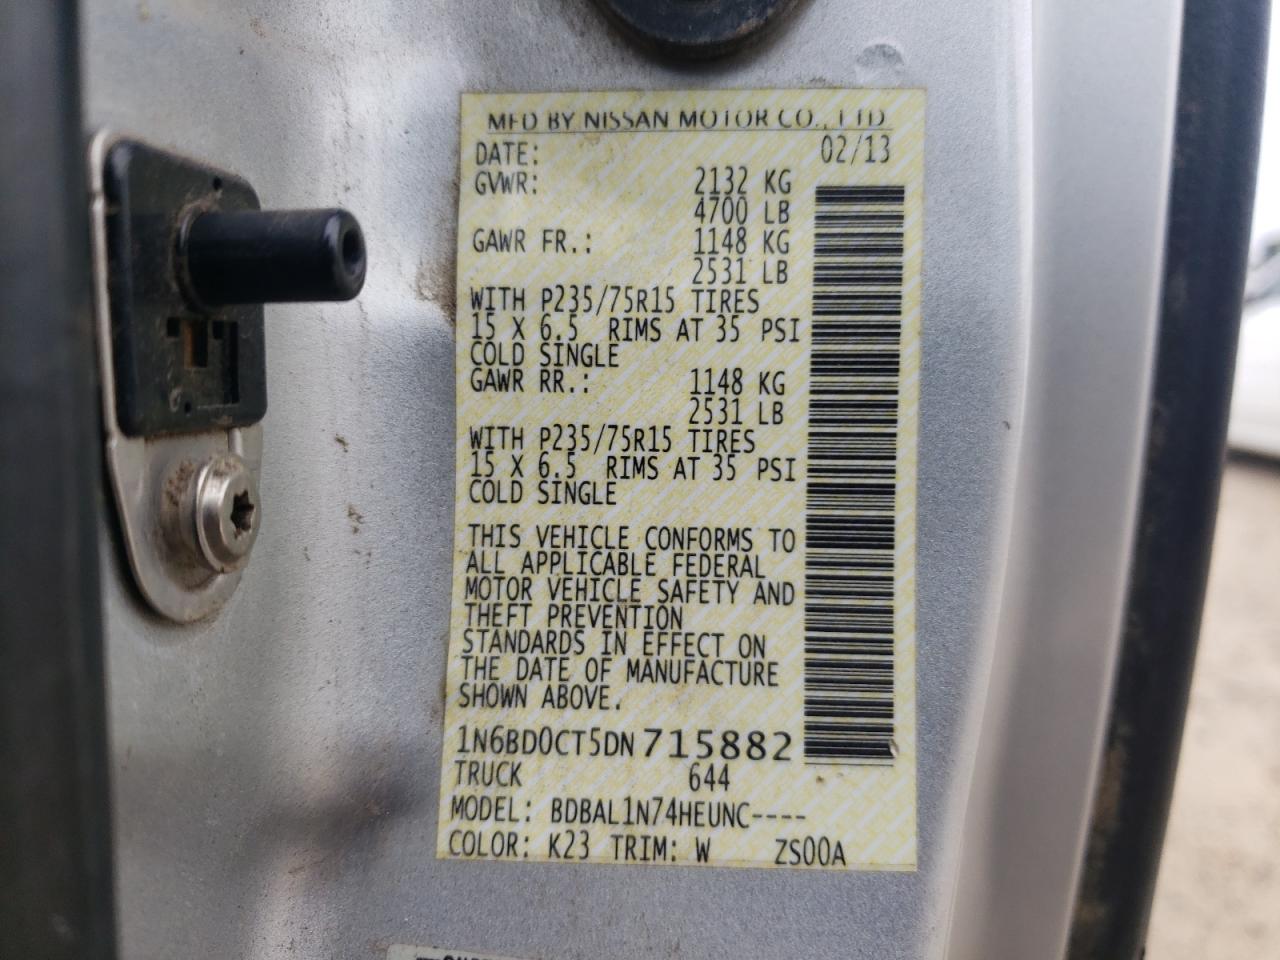 MFD BY NISSAN MOTOR CO., LTD
DATE: 02/13
GVWR: 2132 KG
4700 LB
GAWR FR.: 1148 KG
2531 LB
WITH P235/75R15 TIRES
15 X 6.5 RIMS AT 35 PSI
COLD SINGLE
GAWR RR.: 1148 KG
2531 LB
WITH P235/75R15 TIRES
15 X 6.5 RIMS AT 35 PSI
COLD SINGLE
THIS VEHICLE CONFORMS TO
ALL APPLICABLE FEDERAL
MOTOR VEHICLE SAFETY AND
THEFT PREVENTION
STANDARDS IN EFFECT ON
THE DATE OF MANUFACTURE
SHOWN ABOVE.
1N6BD0CT5DN715882
TRUCK 644
MODEL: BDBAL1N74HEUNC----
COLOR: K23 TRIM: W ZS00A